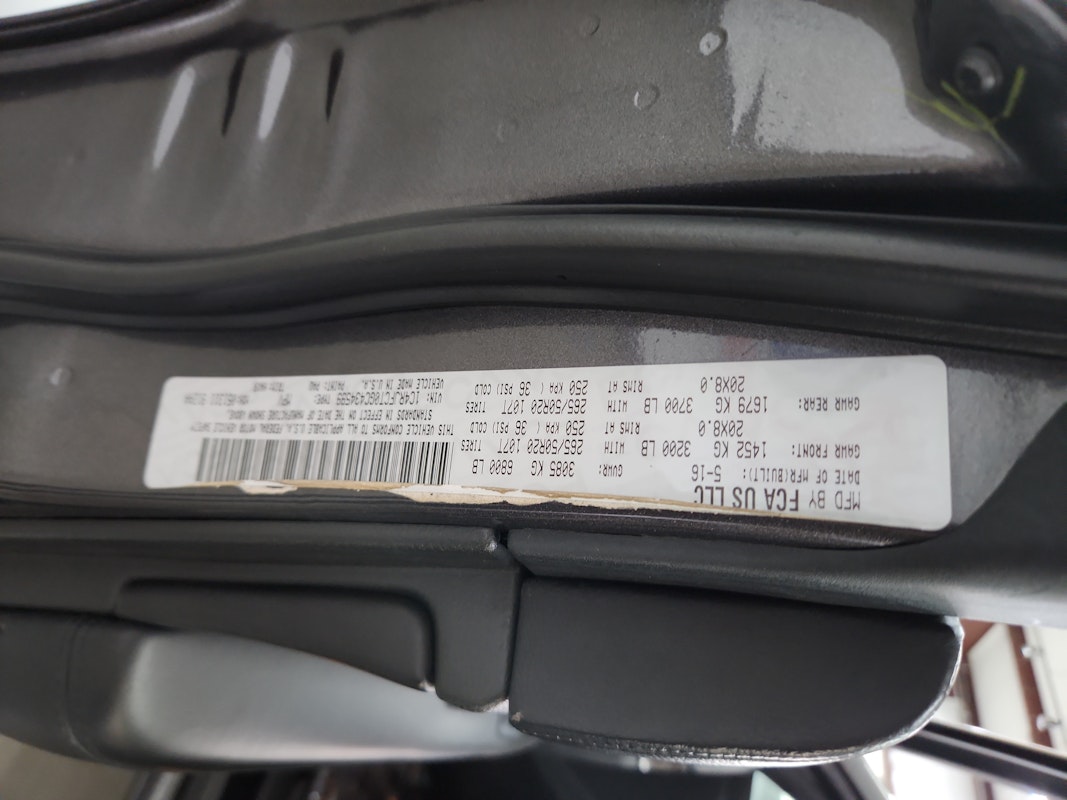 MFD BY FCA US LLC
DATE OF MFR(BUILT): 5-16
GVWR: 3085 KG 6800 LB
GAWR FRONT: 1452 KG 3200 LB WITH 265/50R20 107T TIRES
20X8.0 RIMS AT 250 KPA ( 36 PSI) COLD
GAWR REAR: 1679 KG 3700 LB WITH 265/50R20 107T TIRES
20X8.0 RIMS AT 250 KPA ( 36 PSI) COLD
THIS VEHICLE CONFORMS TO ALL APPLICABLE U.S.A. FEDERAL MOTOR VEHICLE SAFETY
STANDARDS IN EFFECT ON THE DATE OF MANUFACTURE SHOWN ABOVE.
VIN: TYPE: MPV
VEHICLE MADE IN U.S.A. PAINT: